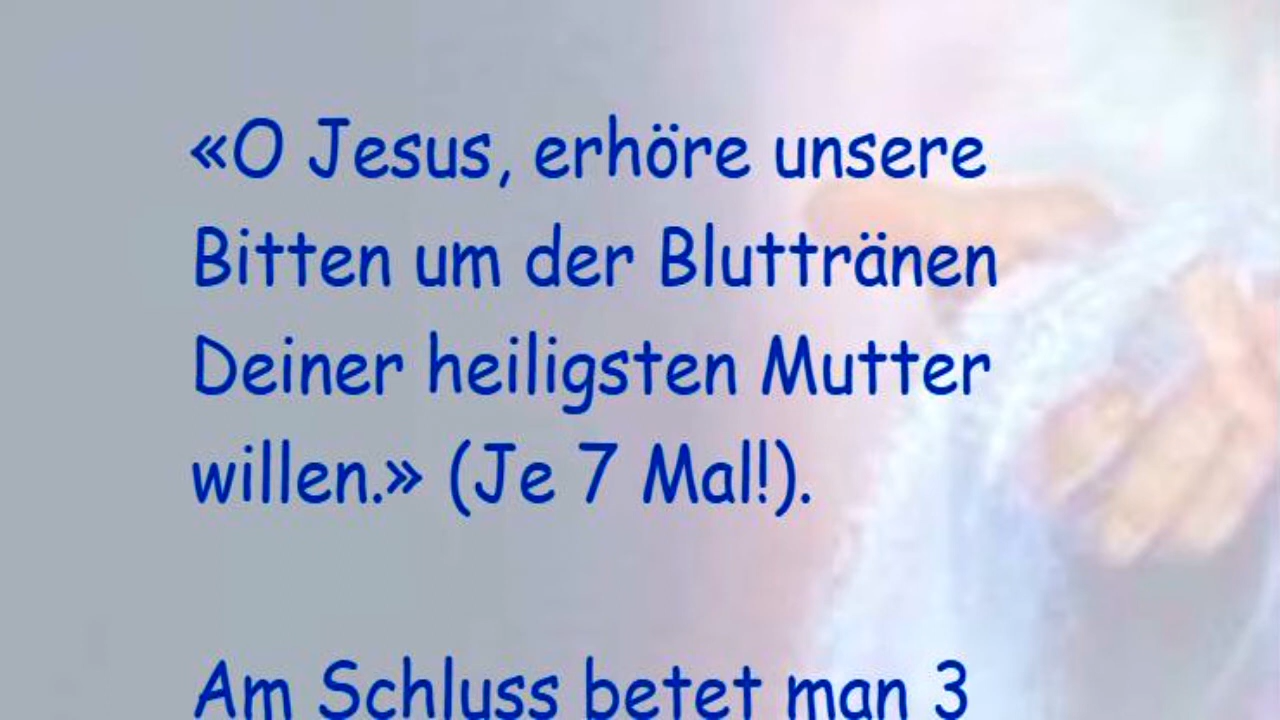 «O Jesus, erhöre unsere
Bitten um der Bluttränen
Deiner heiligsten Mutter
willen.» (Je 7 Mal!).
Am Schluss betet man 3